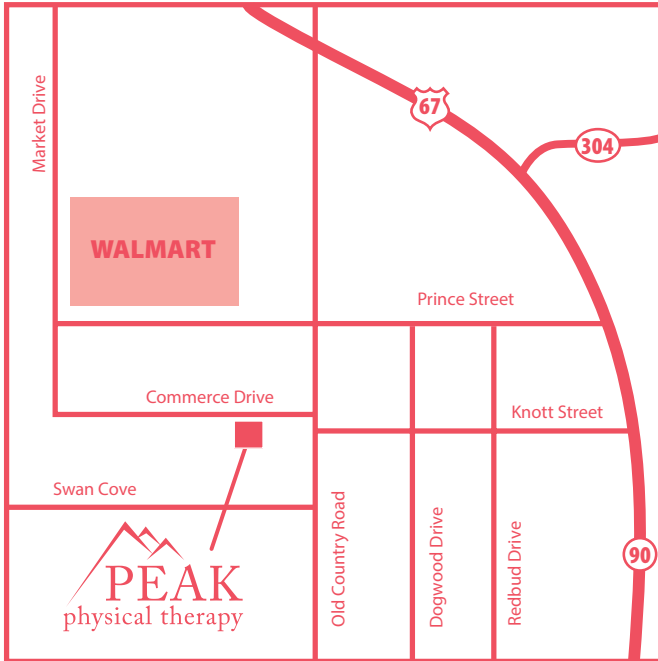 67
Market Drive
304
WALMART
Prince Street
Commerce Drive
Knott Street
Swan Cove
Old Country Road
Dogwood Drive
Redbud Drive
90
PEAK
physical therapy